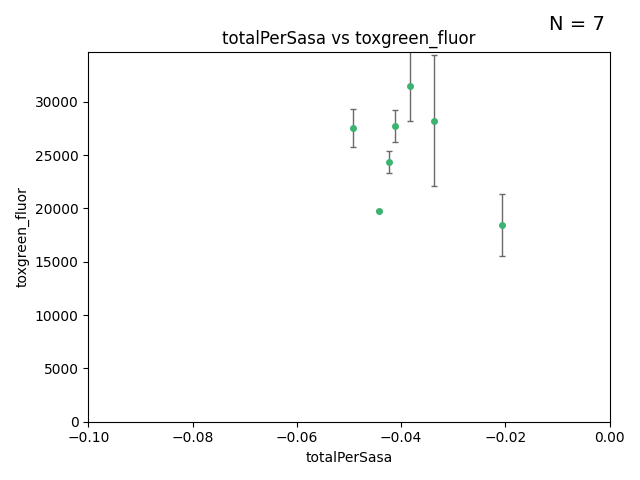 N = 7
totalPerSasa vs toxgreen_fluor
30000
25000
20000
15000
10000
5000
0
toxgreen_fluor
−0.10 −0.08 −0.06 −0.04 −0.02 0.00
totalPerSasa